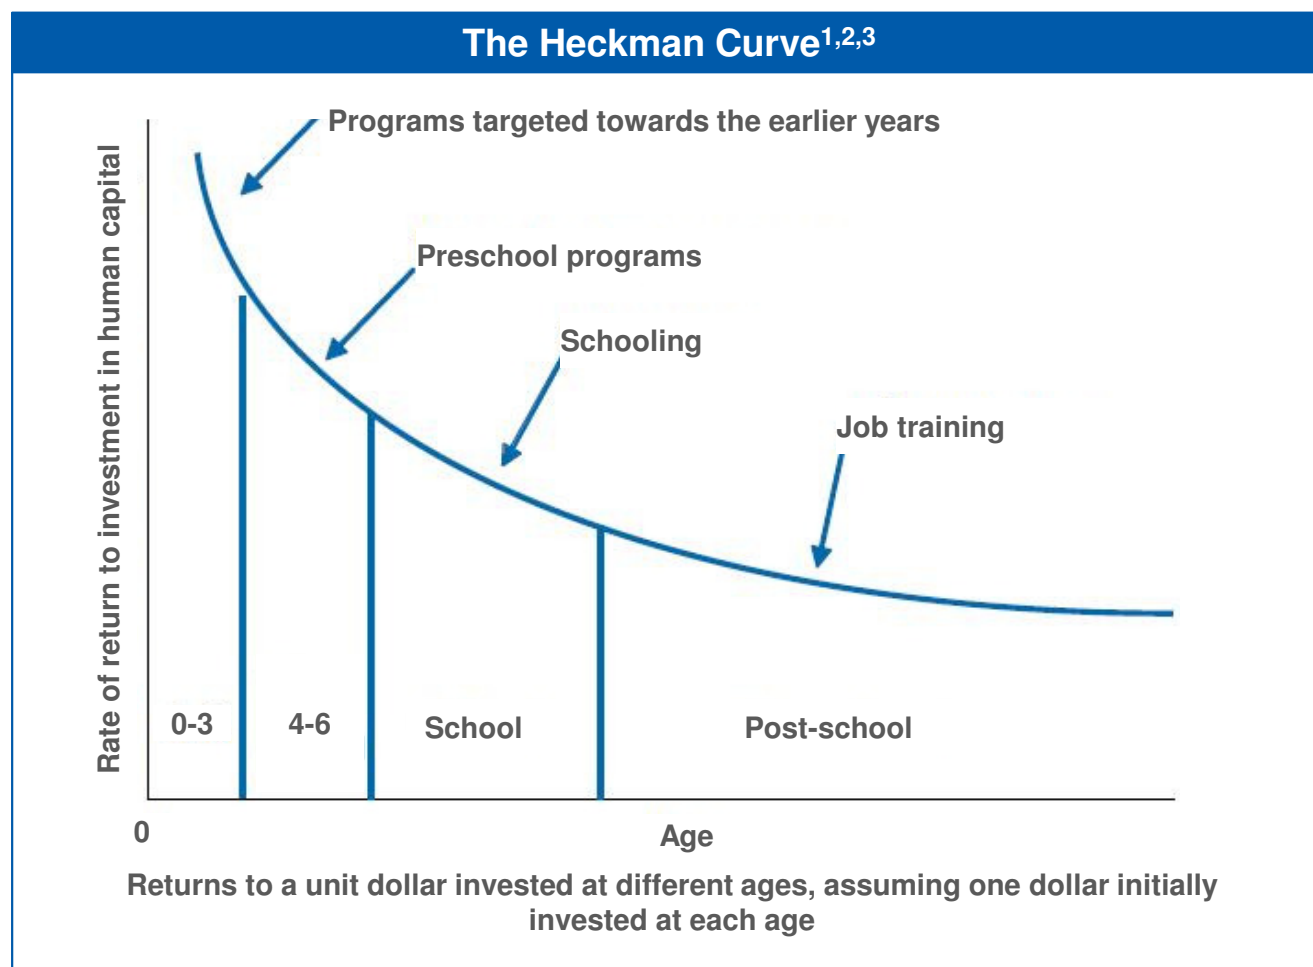 The Heckman Curve1,2,3
Programs targeted towards the earlier years
Preschool programs
Schooling
Job training
Rate of return to investment in human capital
0-3
4-6
School
Post-school
0
Age
Returns to a unit dollar invested at different ages, assuming one dollar initially
invested at each age